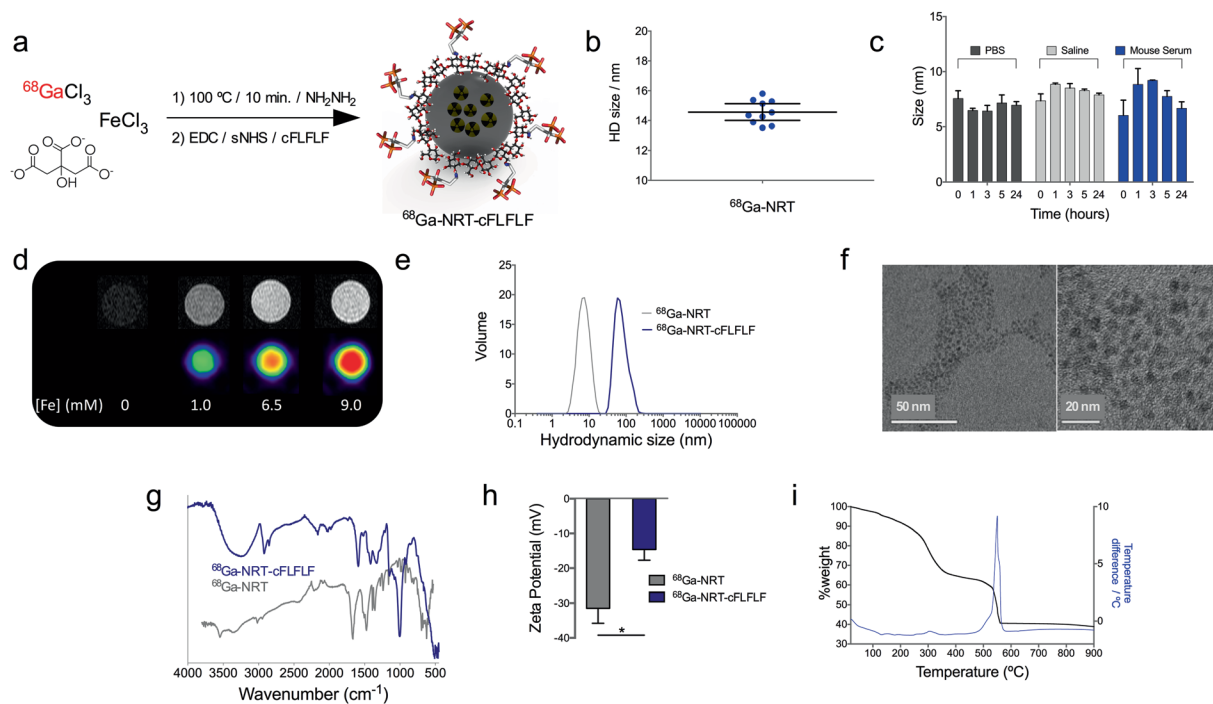 a
⁶⁸GaCl₃
FeCl₃
O
O⁻
⁻O
O
O
O⁻
OH
1) 100 ºC / 10 min. / NH₂NH₂
2) EDC / sNHS / cFLFLF
⁶⁸Ga-NRT-cFLFLF
b
HD size / nm
20
18
16
14
12
10
⁶⁸Ga-NRT
c
Size (nm)
15
10
5
0
PBS
Saline
Mouse Serum
0 1 3 5 24 0 1 3 5 24 0 1 3 5 24
Time (hours)
d
[Fe] (mM) 0 1.0 6.5 9.0
e
Volume
25
20
15
10
5
0
⁶⁸Ga-NRT
⁶⁸Ga-NRT-cFLFLF
0.1 1 10 100 1000 10000 100000
Hydrodynamic size (nm)
f
50 nm
20 nm
g
⁶⁸Ga-NRT-cFLFLF
⁶⁸Ga-NRT
4000 3500 3000 2500 2000 1500 1000 500
Wavenumber (cm⁻¹)
h
Zeta Potential (mV)
0
-10
-20
-30
-40
⁶⁸Ga-NRT
⁶⁸Ga-NRT-cFLFLF
*
i
%weight
100
90
80
70
60
50
40
30
10
5
0
Temperature
difference / ºC
100 200 300 400 500 600 700 800 900
Temperature (ºC)